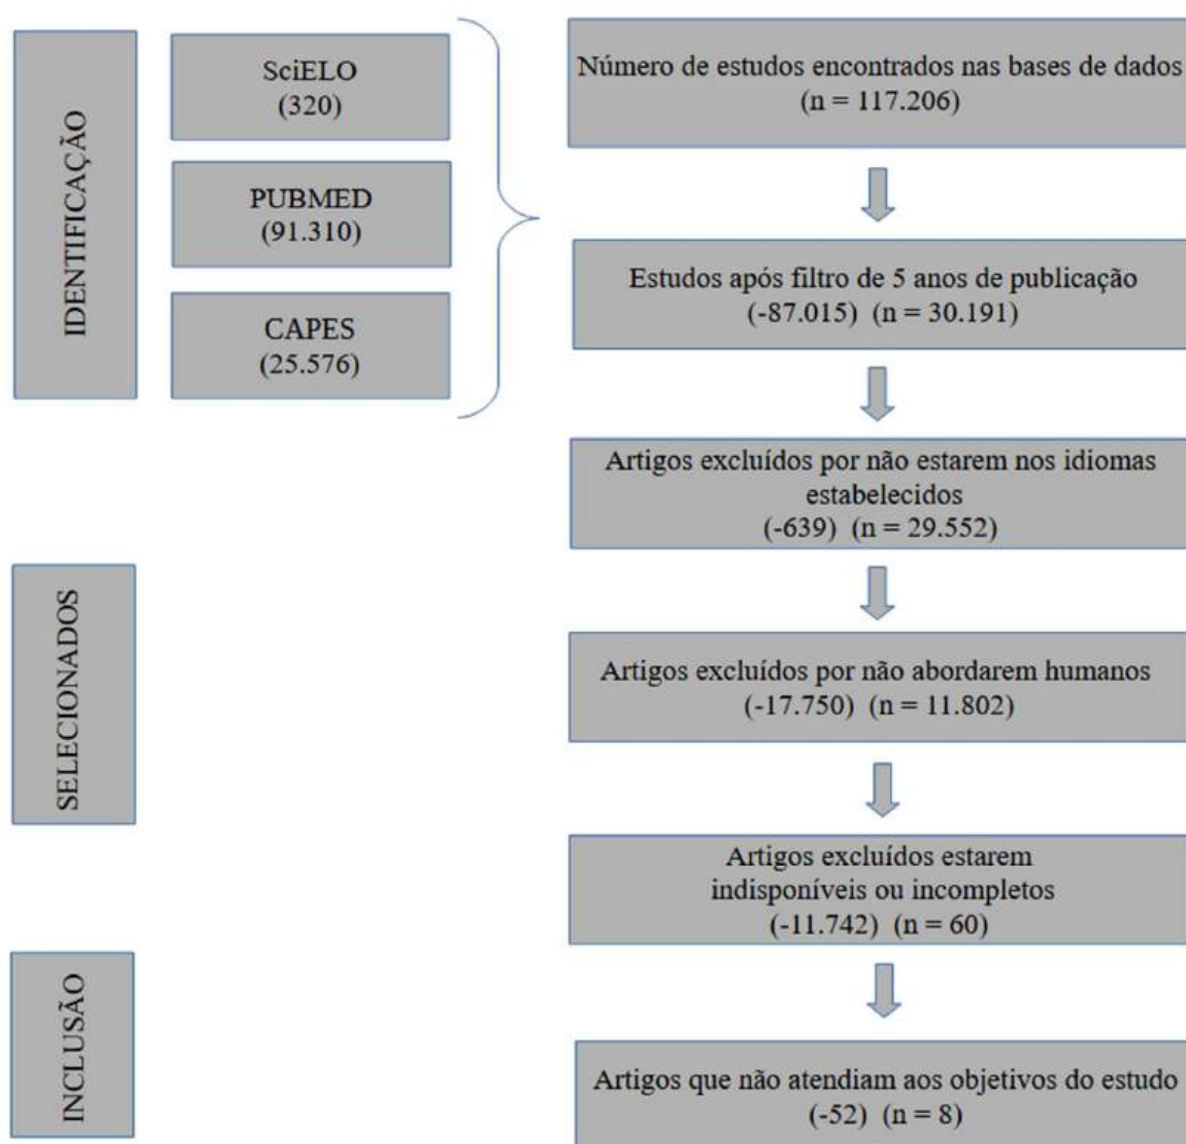 IDENTIFICAÇÃO
SciELO
(320)
PUBMED
(91.310)
CAPES
(25.576)
Número de estudos encontrados nas bases de dados
(n = 117.206)
Estudos após filtro de 5 anos de publicação
(-87.015) (n = 30.191)
Artigos excluídos por não estarem nos idiomas
estabelecidos
(-639) (n = 29.552)
SELECIONADOS
Artigos excluídos por não abordarem humanos
(-17.750) (n = 11.802)
Artigos excluídos estarem
indisponíveis ou incompletos
(-11.742) (n = 60)
INCLUSÃO
Artigos que não atendiam aos objetivos do estudo
(-52) (n = 8)